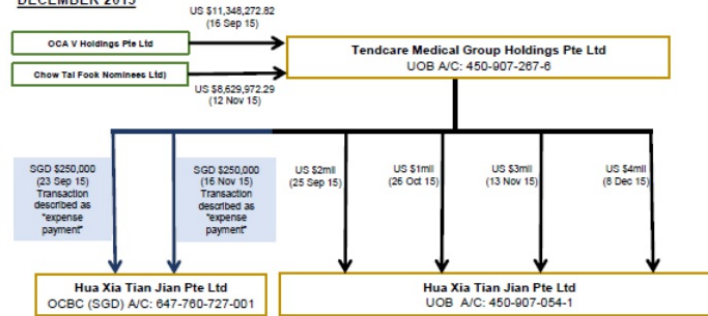 DECEMBER 2015
US $11,348,272.82
(16 Sep 15)
OCA V Holdings Pte Ltd
Tendcare Medical Group Holdings Pte Ltd
UOB A/C: 450-907-267-6
Chow Tai Fook Nominees Ltd)
US $8,629,972.29
(12 Nov 15)
SGD $250,000
(23 Sep 15)
Transaction
described as
"expense
payment"
SGD $250,000
(16 Nov 15)
Transaction
described as
"expense
payment"
US $2mil
(25 Sep 15)
US $1mil
(26 Oct 15)
US $3mil
(13 Nov 15)
US $4mil
(8 Dec 15)
Hua Xia Tian Jian Pte Ltd
OCBC (SGD) A/C: 647-760-727-001
Hua Xia Tian Jian Pte Ltd
UOB A/C: 450-907-054-1